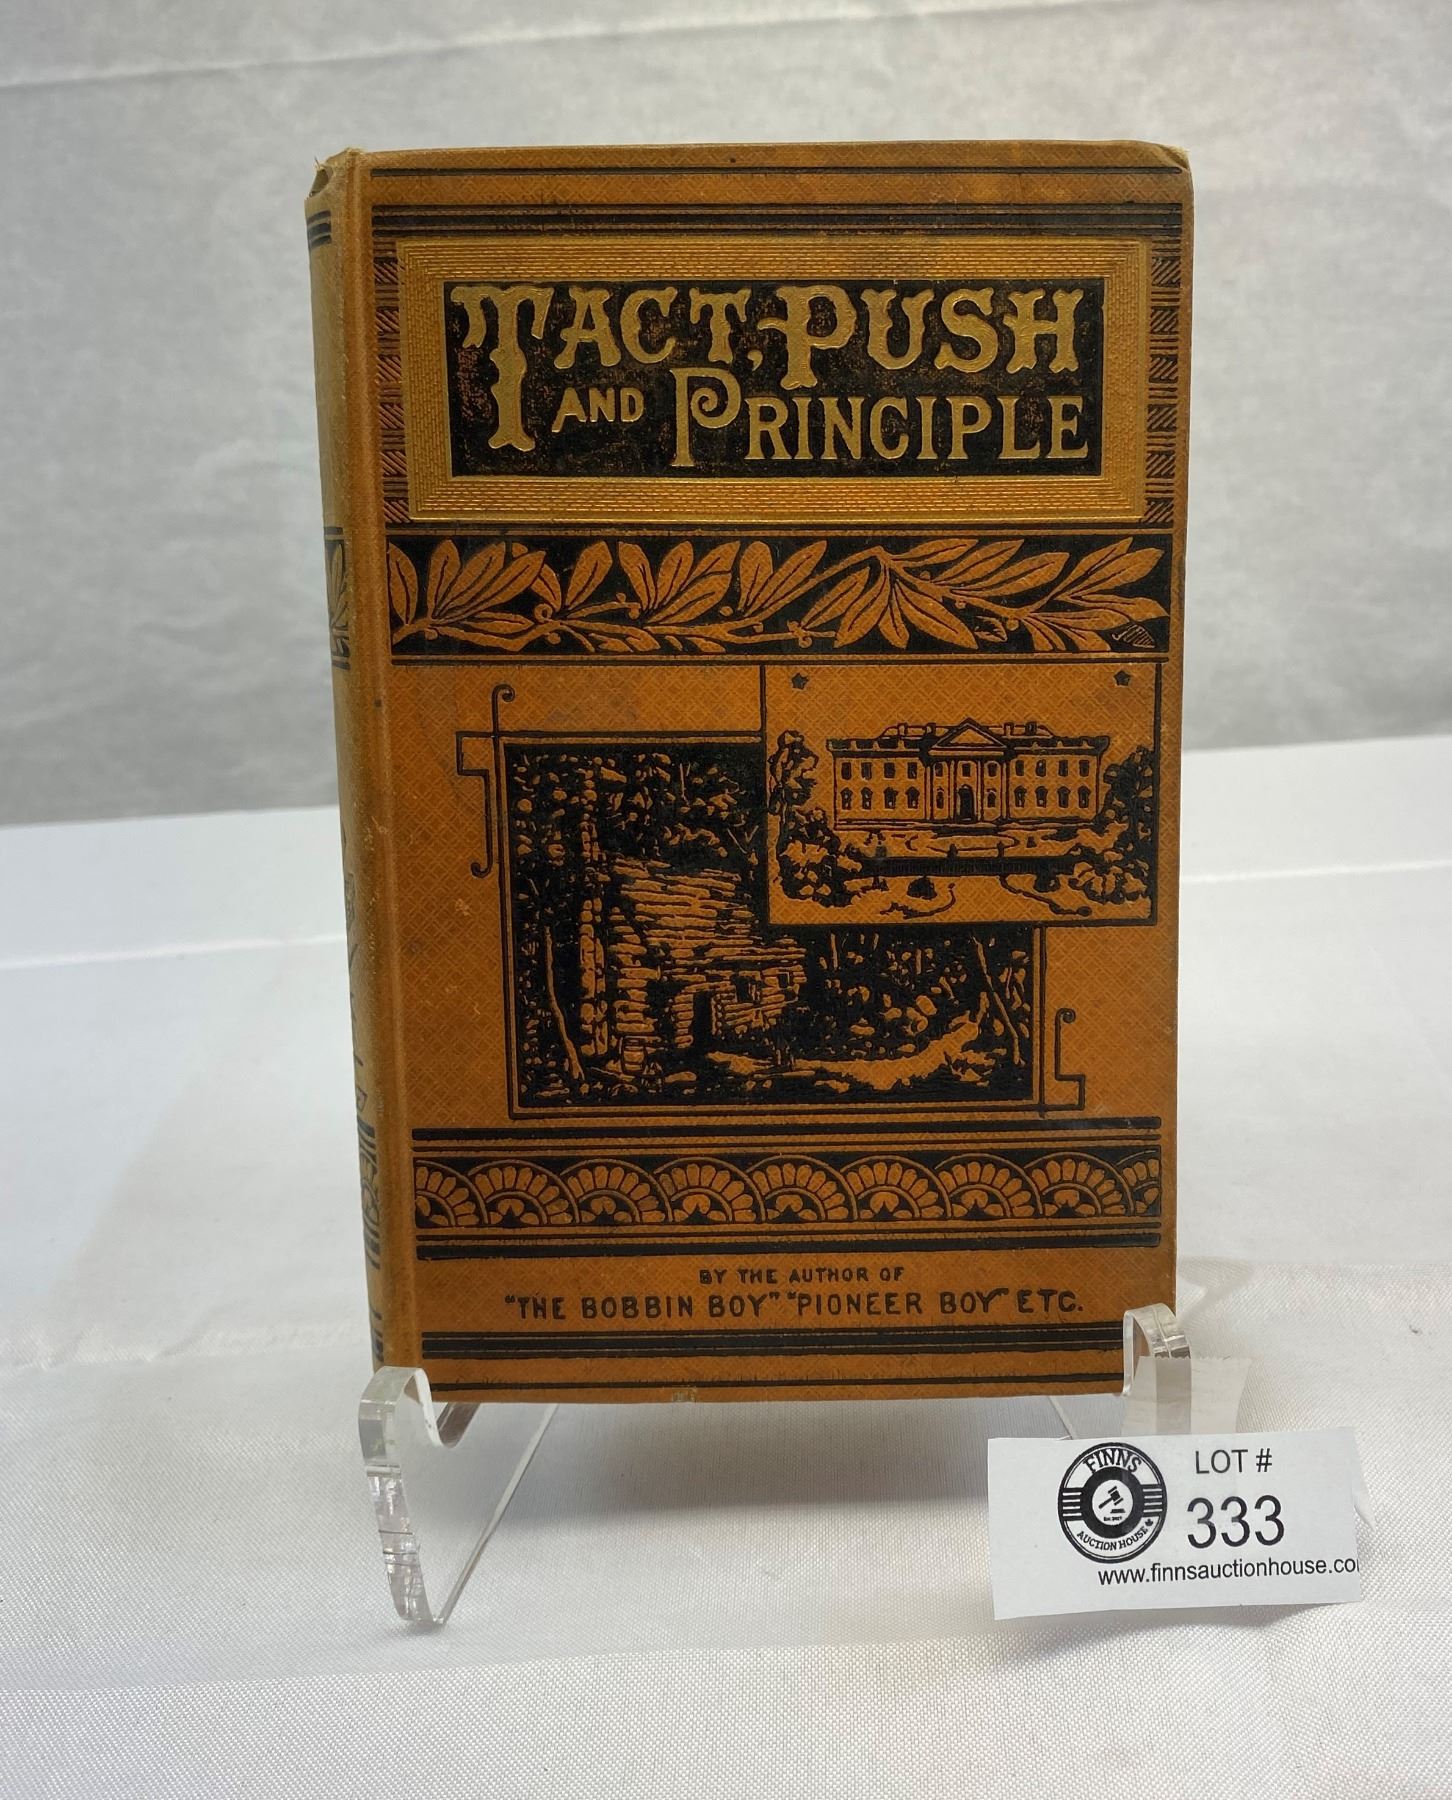 TACT, PUSH
AND PRINCIPLE
BY THE AUTHOR OF
"THE BOBBIN BOY" "PIONEER BOY" ETC.
FINNS
AUCTION HOUSE
LOT #
333
www.finnsauctionhouse.co